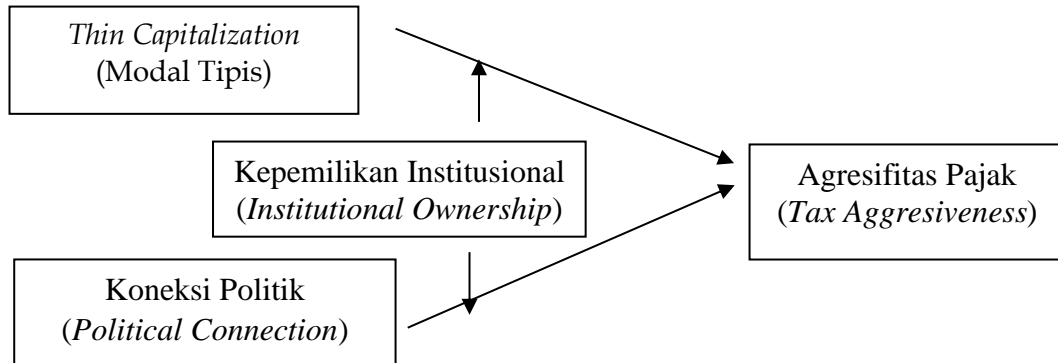 Thin Capitalization
(Modal Tipis)
Kepemilikan Institusional
(Institutional Ownership)
Agresifitas Pajak
(Tax Aggresiveness)
Koneksi Politik
(Political Connection)